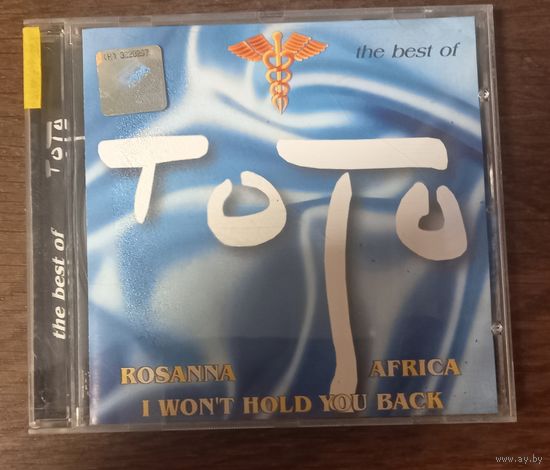 the best of
TOTO
ROSANNA
AFRICA
I WON'T HOLD YOU BACK
the best of TOTO
www.ay.by